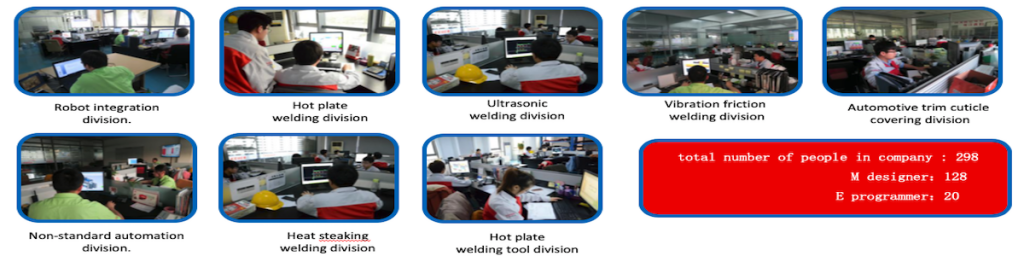 Robot integration
division.
Hot plate
welding division
Ultrasonic
welding division
Vibration friction
welding division
Automotive trim cuticle
covering division
total number of people in company : 298
M designer: 128
E programmer: 20
Non-standard automation
division.
Heat steaking
welding division
Hot plate
welding tool division